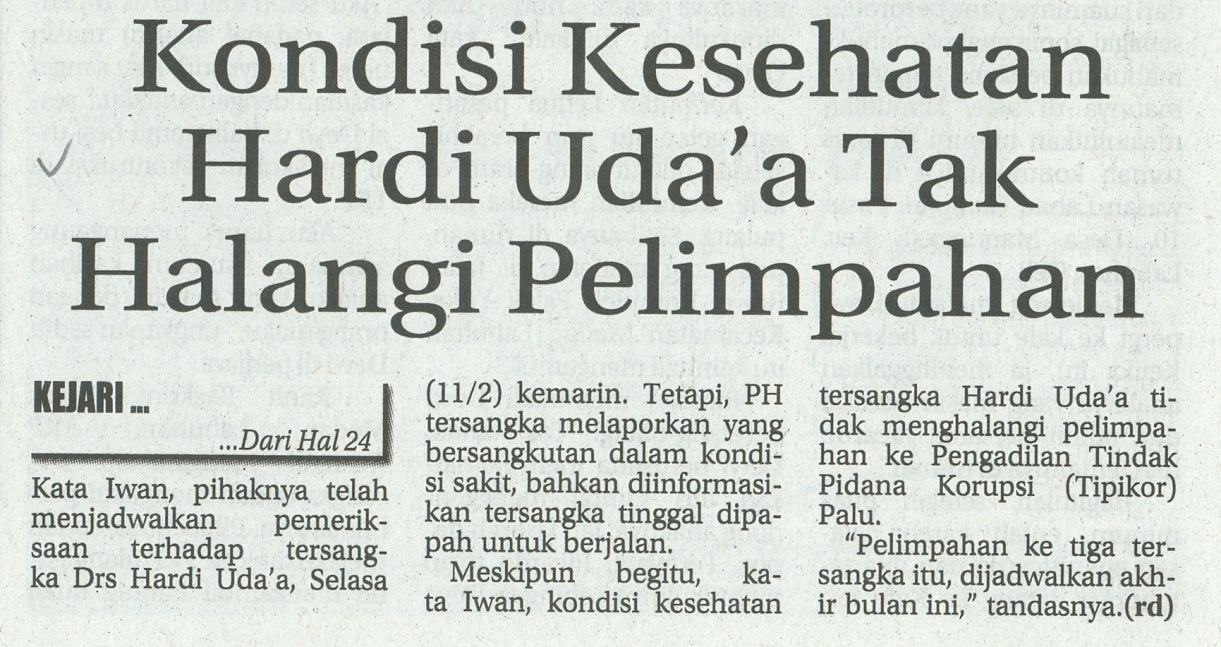 Kondisi Kesehatan
Hardi Uda’a Tak
Halangi Pelimpahan
KEJARI ...
...Dari Hal 24
Kata Iwan, pihaknya telah
menjadwalkan pemerik-
saan terhadap tersang-
ka Drs Hardi Uda’a, Selasa
(11/2) kemarin. Tetapi, PH
tersangka melaporkan yang
bersangkutan dalam kondi-
si sakit, bahkan diinformasi-
kan tersangka tinggal dipa-
pah untuk berjalan.
Meskipun begitu, ka-
ta Iwan, kondisi kesehatan
tersangka Hardi Uda’a ti-
dak menghalangi pelimpa-
han ke Pengadilan Tindak
Pidana Korupsi (Tipikor)
Palu.
“Pelimpahan ke tiga ter-
sangka itu, dijadwalkan akh-
ir bulan ini,” tandasnya.(rd)